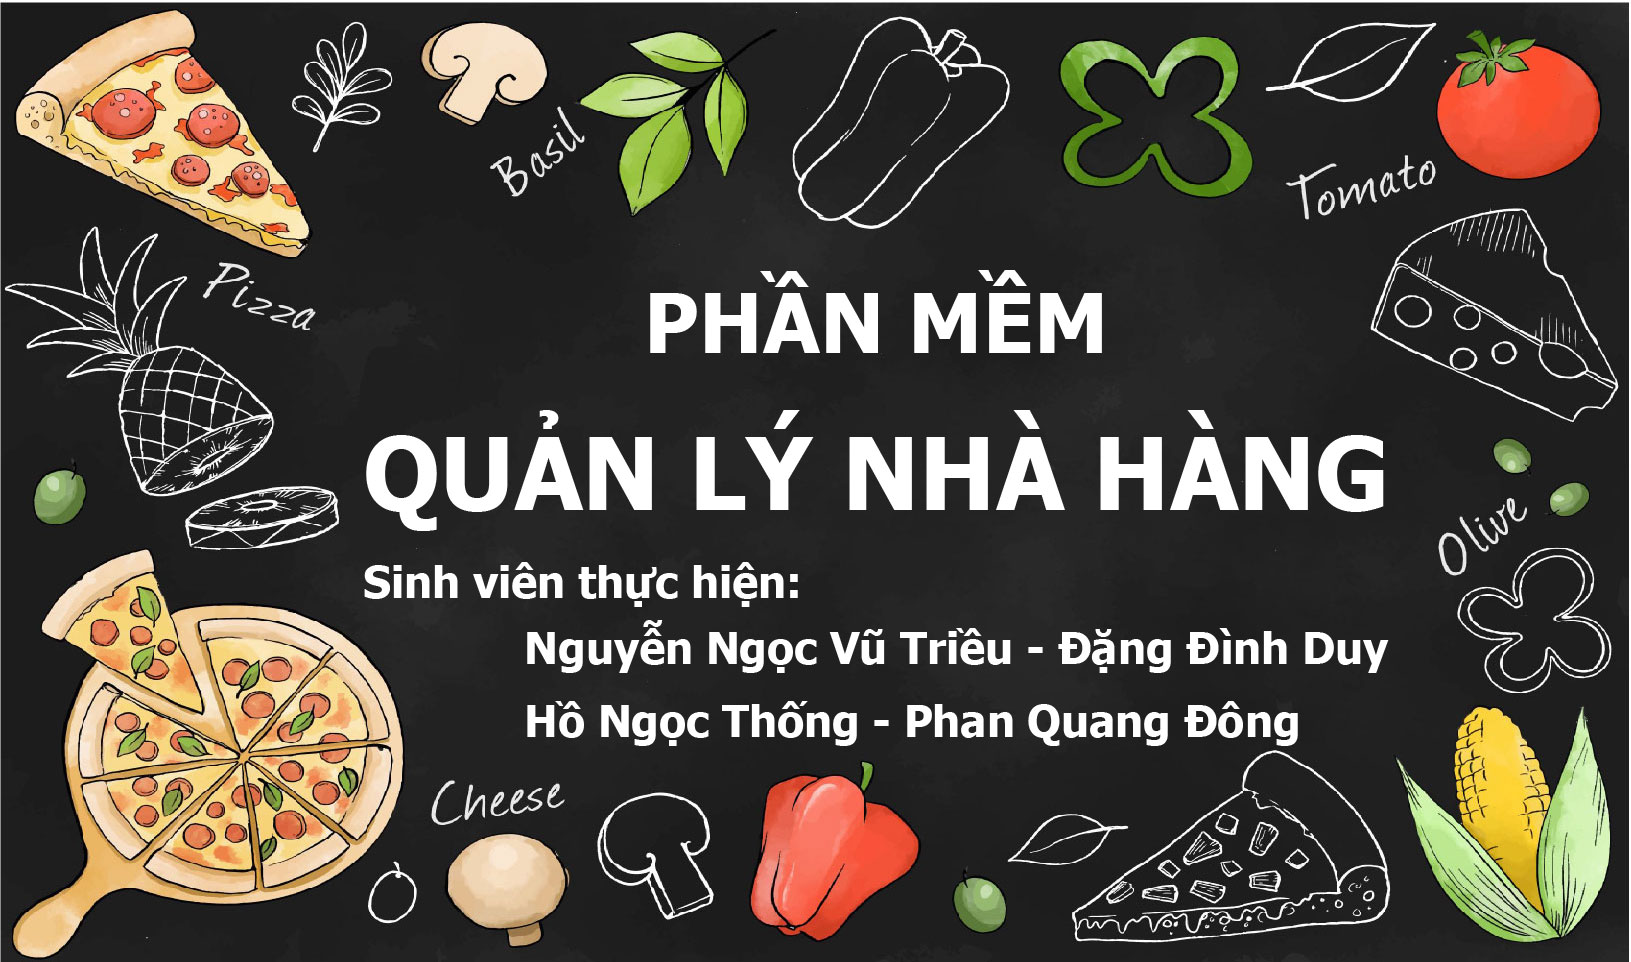 Basil
Tomato
Pizza
PHẦN MỀM
QUẢN LÝ NHÀ HÀNG
Olive
Sinh viên thực hiện:
Nguyễn Ngọc Vũ Triều - Đặng Đình Duy
Hồ Ngọc Thống - Phan Quang Đông
Cheese